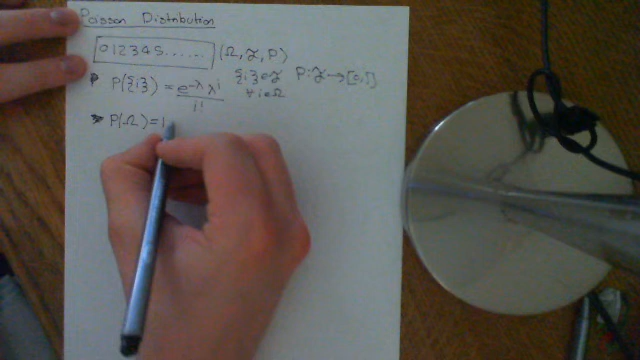 Poisson Distribution
012345...... (Ω, ℱ, P)
P({i}) = e^-λ λ^i / i! {i}∈ℱ P:ℱ→[0,1]
∀i∈Ω
P(Ω)=1